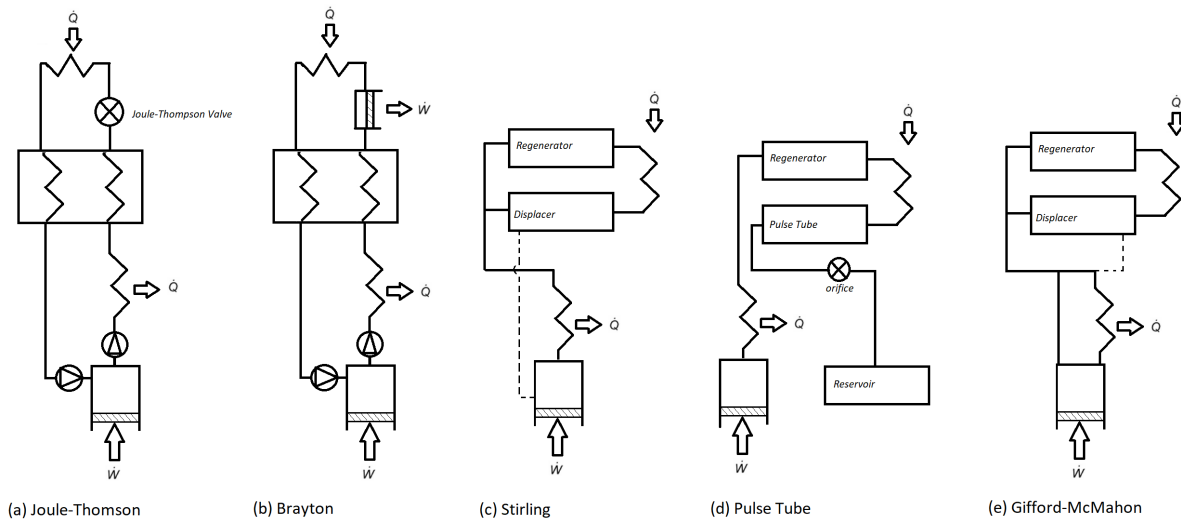 Q̇
Joule-Thompson Valve
Q̇
Ẇ
(a) Joule-Thomson
Q̇
Ẇ
Q̇
Ẇ
(b) Brayton
Q̇
Regenerator
Displacer
Q̇
Ẇ
(c) Stirling
Q̇
Regenerator
Pulse Tube
orifice
Q̇
Reservoir
Ẇ
(d) Pulse Tube
Q̇
Regenerator
Displacer
Q̇
Ẇ
(e) Gifford-McMahon